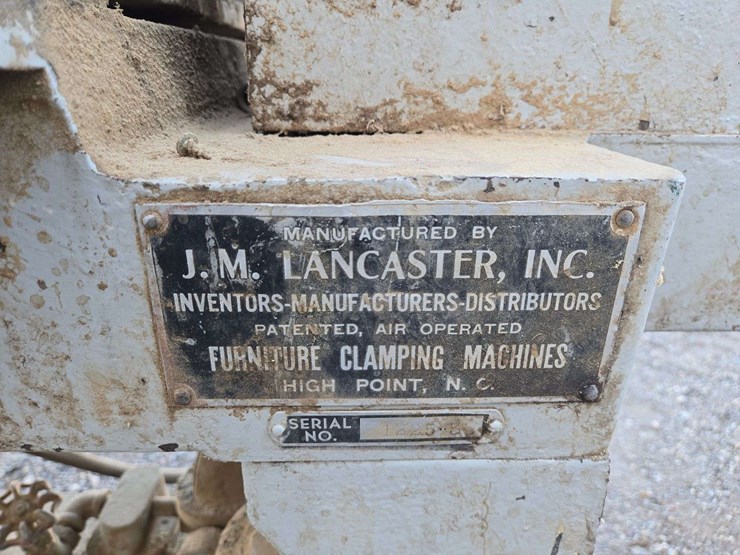 MANUFACTURED BY
J. M. LANCASTER, INC.
INVENTORS-MANUFACTURERS-DISTRIBUTORS
PATENTED, AIR OPERATED
FURNITURE CLAMPING MACHINES
HIGH POINT, N. C.
SERIAL
NO.